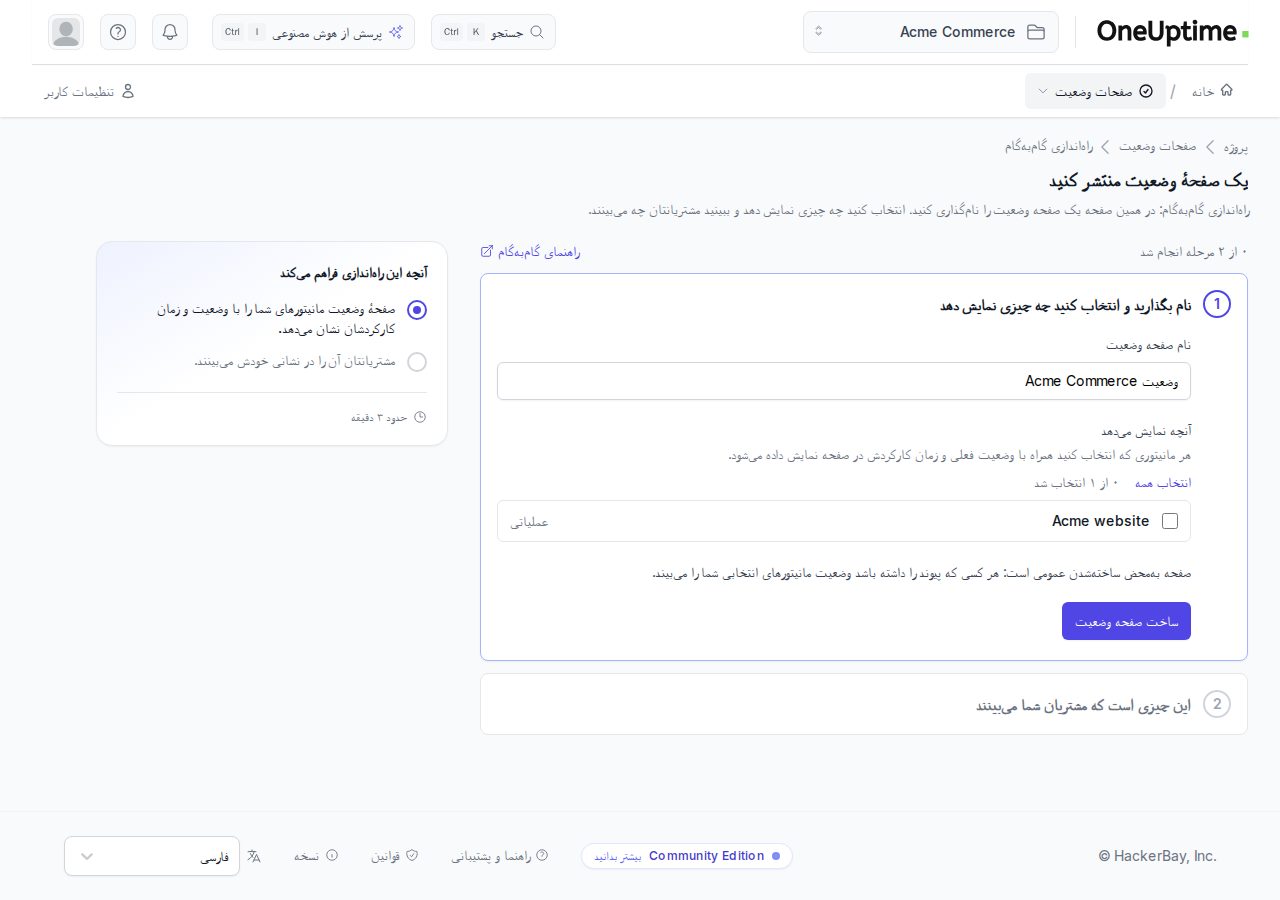 OneUptime
Acme Commerce
جستجو K Ctrl
پرسش از هوش مصنوعی I Ctrl
خانه / صفحات وضعیت
تنظیمات کاربر
پروژه صفحات وضعیت راه‌اندازی گام‌به‌گام
یک صفحهٔ وضعیت منتشر کنید
راه‌اندازی گام‌به‌گام: در همین صفحه یک صفحه وضعیت را نام‌گذاری کنید، انتخاب کنید چه چیزی نمایش دهد و ببینید مشتریانتان چه می‌بینند.
۰ از ۲ مرحله انجام شد
راهنمای گام‌به‌گام
1 نام بگذارید و انتخاب کنید چه چیزی نمایش دهد
نام صفحه وضعیت
وضعیت Acme Commerce
آنچه نمایش می‌دهد
هر مانیتوری که انتخاب کنید همراه با وضعیت فعلی و زمان کارکردش در صفحه نمایش داده می‌شود.
انتخاب همه ۰ از ۱ انتخاب شد
Acme website عملیاتی
صفحه به‌محض ساخته‌شدن عمومی است: هر کسی که پیوند را داشته باشد وضعیت مانیتورهای انتخابی شما را می‌بیند.
ساخت صفحه وضعیت
2 این چیزی است که مشتریان شما می‌بینند
آنچه این راه‌اندازی فراهم می‌کند
صفحهٔ وضعیت مانیتورهای شما را با وضعیت و زمان
کارکردشان نشان می‌دهد.
مشتریانتان آن را در نشانی خودش می‌بینند.
حدود ۳ دقیقه
© HackerBay, Inc.
Community Edition بیشتر بدانید
راهنما و پشتیبانی
قوانین
نسخه
فارسی